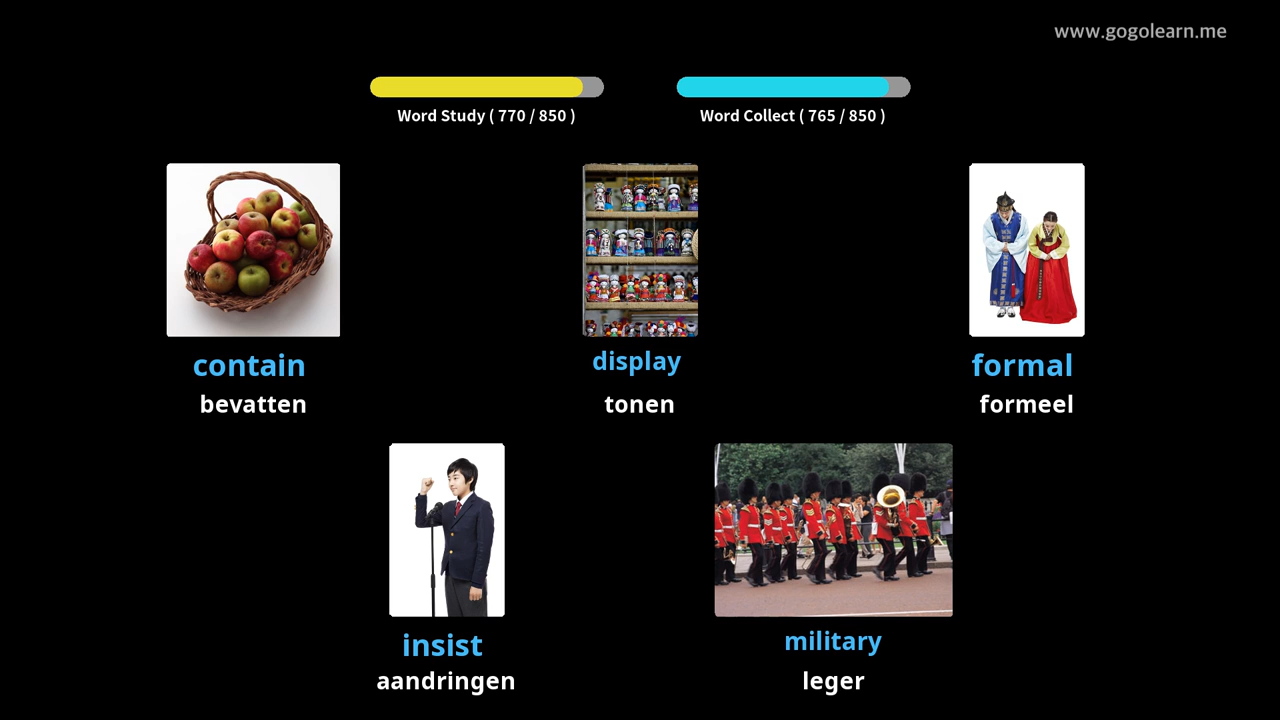 www.gogolearn.me
Word Study ( 770 / 850 )
Word Collect ( 765 / 850 )
contain
bevatten
display
tonen
formal
formeel
insist
aandringen
military
leger